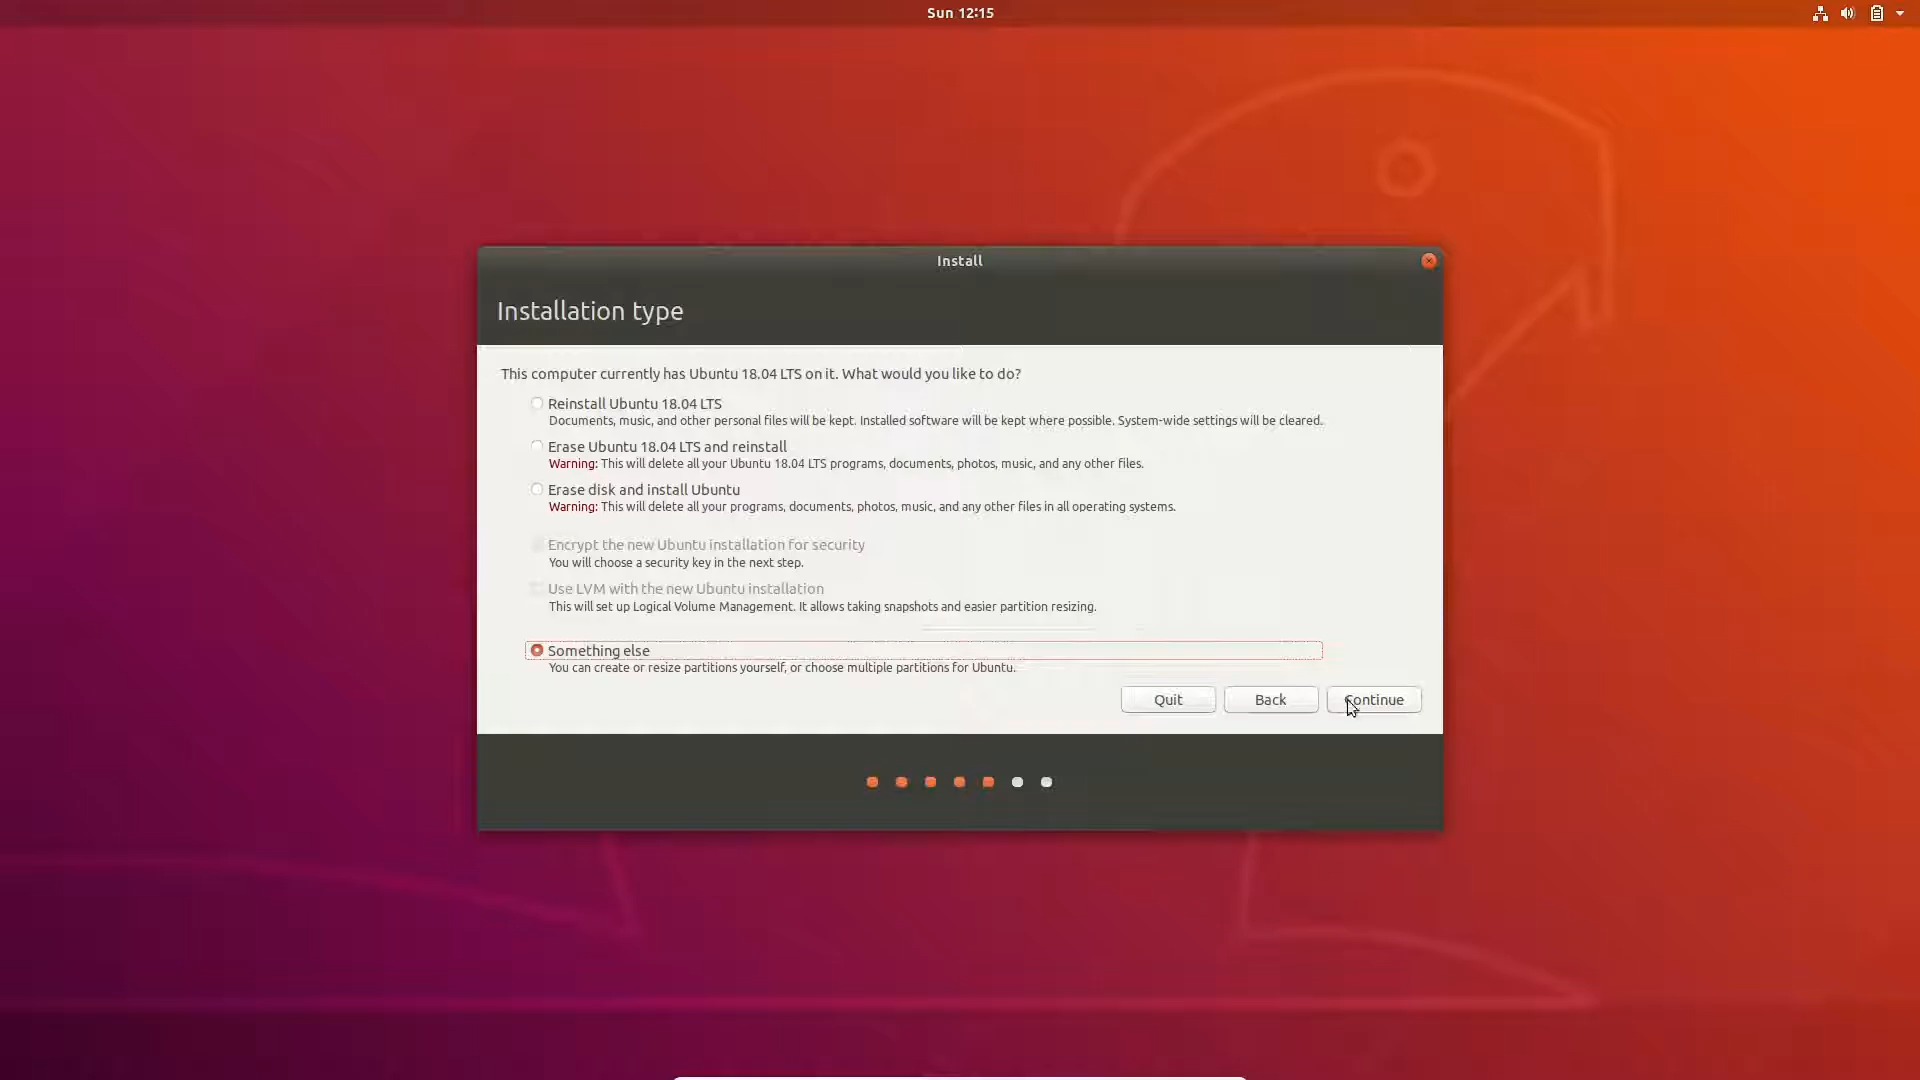 Sun 12:15
Install
Installation type
This computer currently has Ubuntu 18.04 LTS on it. What would you like to do?
Reinstall Ubuntu 18.04 LTS
Documents, music, and other personal files will be kept. Installed software will be kept where possible. System-wide settings will be cleared.
Erase Ubuntu 18.04 LTS and reinstall
Warning: This will delete all your Ubuntu 18.04 LTS programs, documents, photos, music, and any other files.
Erase disk and install Ubuntu
Warning: This will delete all your programs, documents, photos, music, and any other files in all operating systems.
Encrypt the new Ubuntu installation for security
You will choose a security key in the next step.
Use LVM with the new Ubuntu installation
This will set up Logical Volume Management. It allows taking snapshots and easier partition resizing.
Something else
You can create or resize partitions yourself, or choose multiple partitions for Ubuntu.
Quit Back Continue